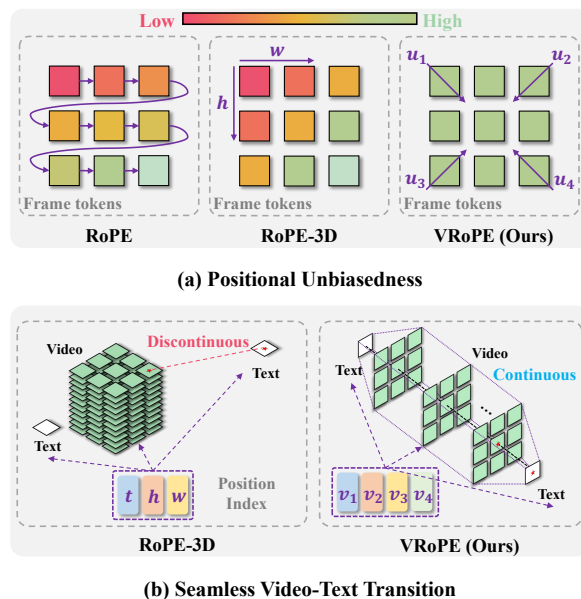 Low High
w
h
u1 u2
u3 u4
Frame tokens Frame tokens Frame tokens
RoPE RoPE-3D VRoPE (Ours)
(a) Positional Unbiasedness
Discontinuous
Video
Text
Text
t h w
Position
Index
RoPE-3D
Video
Continuous
Text
...
v1 v2 v3 v4
Text
VRoPE (Ours)
(b) Seamless Video-Text Transition